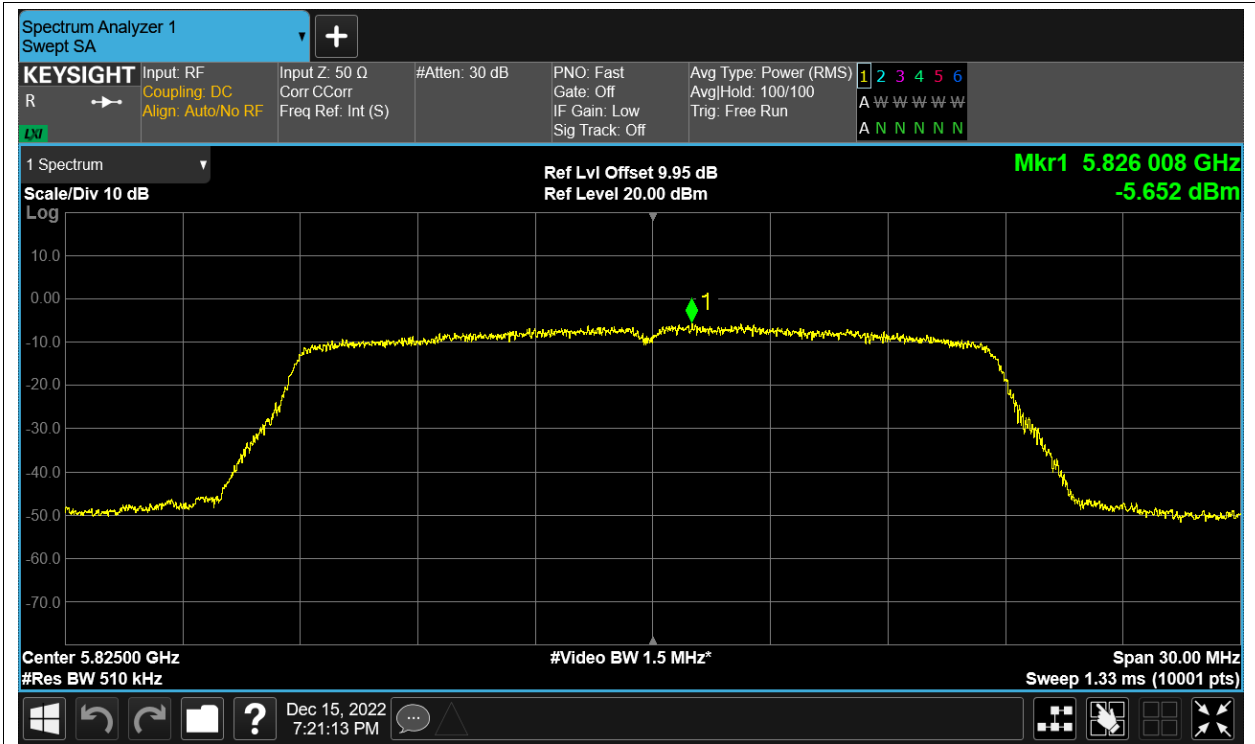 Spectrum Analyzer 1
Swept SA
KEYSIGHT
R
LXI
Input: RF
Coupling: DC
Align: Auto/No RF
Input Z: 50 Ω
Corr CCorr
Freq Ref: Int (S)
#Atten: 30 dB
PNO: Fast
Gate: Off
IF Gain: Low
Sig Track: Off
Avg Type: Power (RMS)
Avg|Hold: 100/100
Trig: Free Run
1 2 3 4 5 6
A W W W W W
A N N N N N
1 Spectrum
Scale/Div 10 dB
Log
Ref Lvl Offset 9.95 dB
Ref Level 20.00 dBm
Mkr1 5.826 008 GHz
-5.652 dBm
10.0
0.00
1
-10.0
-20.0
-30.0
-40.0
-50.0
-60.0
-70.0
Center 5.82500 GHz
#Res BW 510 kHz
#Video BW 1.5 MHz*
Span 30.00 MHz
Sweep 1.33 ms (10001 pts)
?
Dec 15, 2022
7:21:13 PM